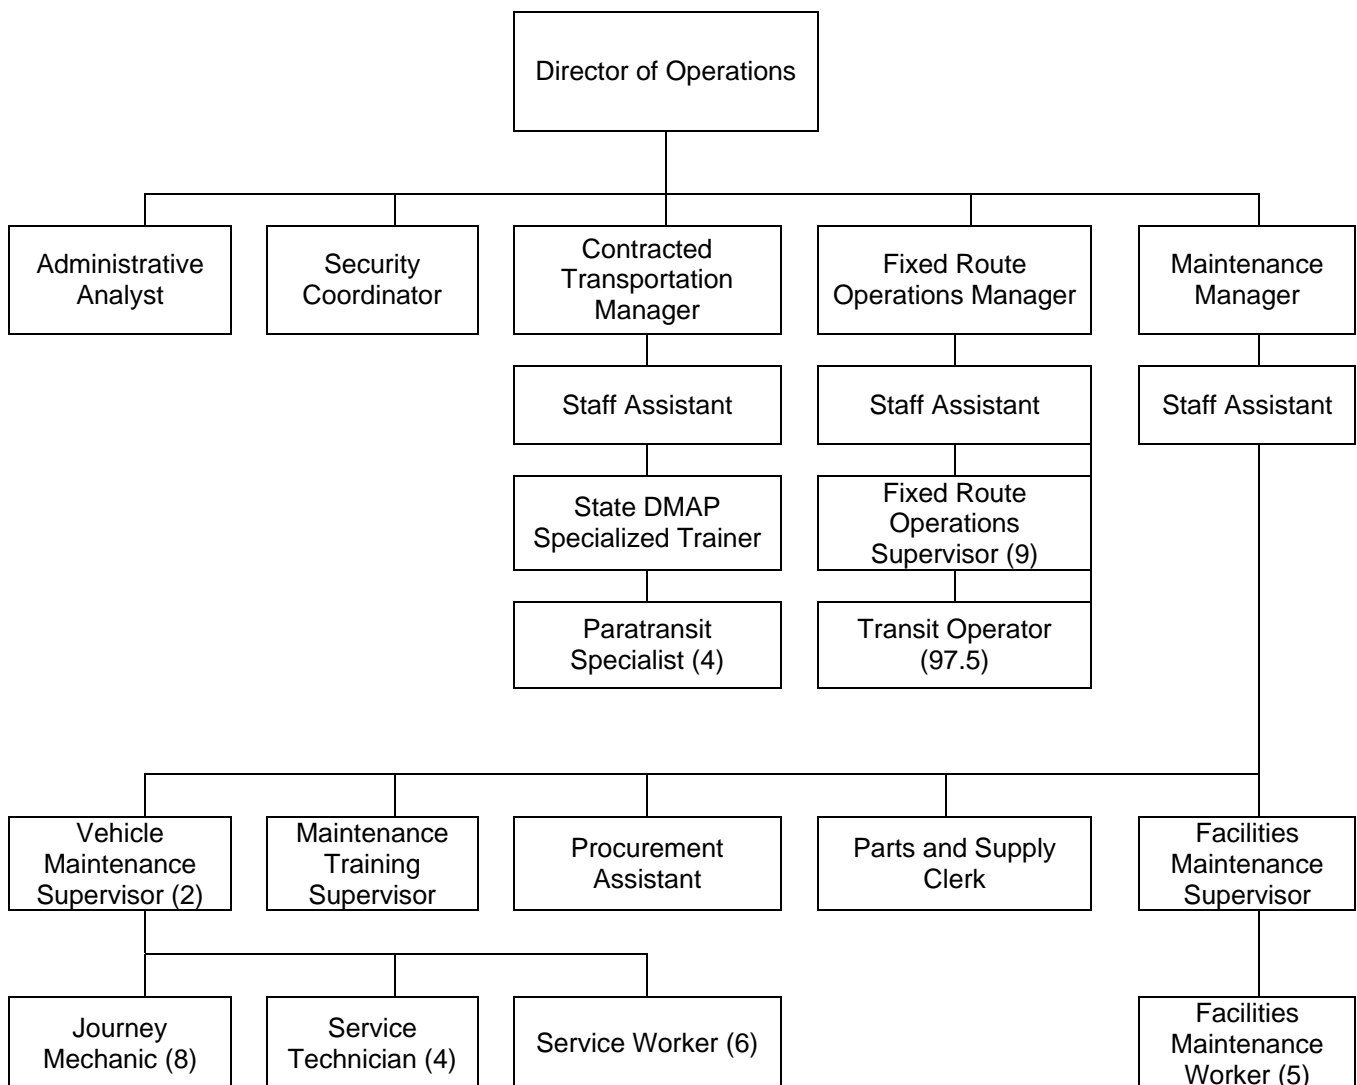 Director of Operations
Administrative
Analyst
Security
Coordinator
Contracted
Transportation
Manager
Fixed Route
Operations Manager
Maintenance
Manager
Staff Assistant
Staff Assistant
Staff Assistant
State DMAP
Specialized Trainer
Fixed Route
Operations
Supervisor (9)
Paratransit
Specialist (4)
Transit Operator
(97.5)
Vehicle
Maintenance
Supervisor (2)
Maintenance
Training
Supervisor
Procurement
Assistant
Parts and Supply
Clerk
Facilities
Maintenance
Supervisor
Journey
Mechanic (8)
Service
Technician (4)
Service Worker (6)
Facilities
Maintenance
Worker (5)